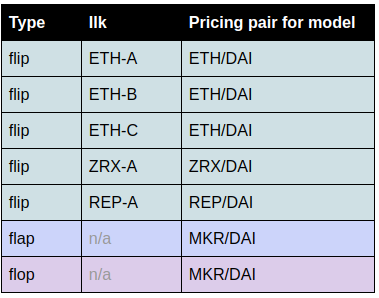 Type Ilk Pricing pair for model
flip ETH-A ETH/DAI
flip ETH-B ETH/DAI
flip ETH-C ETH/DAI
flip ZRX-A ZRX/DAI
flip REP-A REP/DAI
flap n/a MKR/DAI
flop n/a MKR/DAI